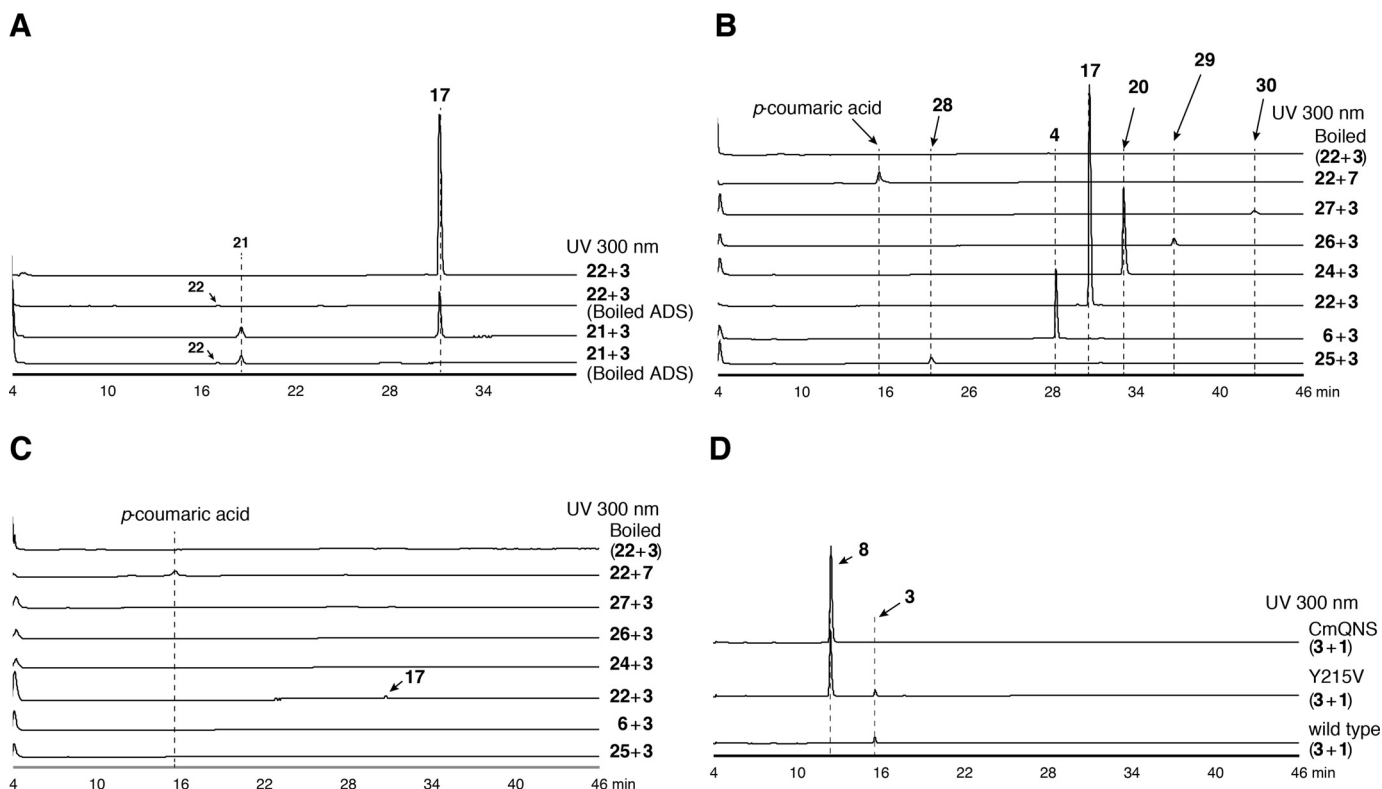 A
17
21
UV 300 nm
22+3
22
22+3
(Boiled ADS)
21+3
22
21+3
(Boiled ADS)
4 10 16 22 28 34
B
29
17
20
30
p-coumaric acid
28
UV 300 nm
4
Boiled
(22+3)
22+7
27+3
26+3
24+3
22+3
6+3
25+3
4 10 16 26 28 34 40 46 min
C
UV 300 nm
p-coumaric acid
Boiled
(22+3)
22+7
27+3
26+3
24+3
17
22+3
6+3
25+3
4 10 16 22 28 34 40 46 min
D
8
3
UV 300 nm
CmQNS
(3+1)
Y215V
(3+1)
wild type
(3+1)
4 10 16 22 28 34 40 46 min